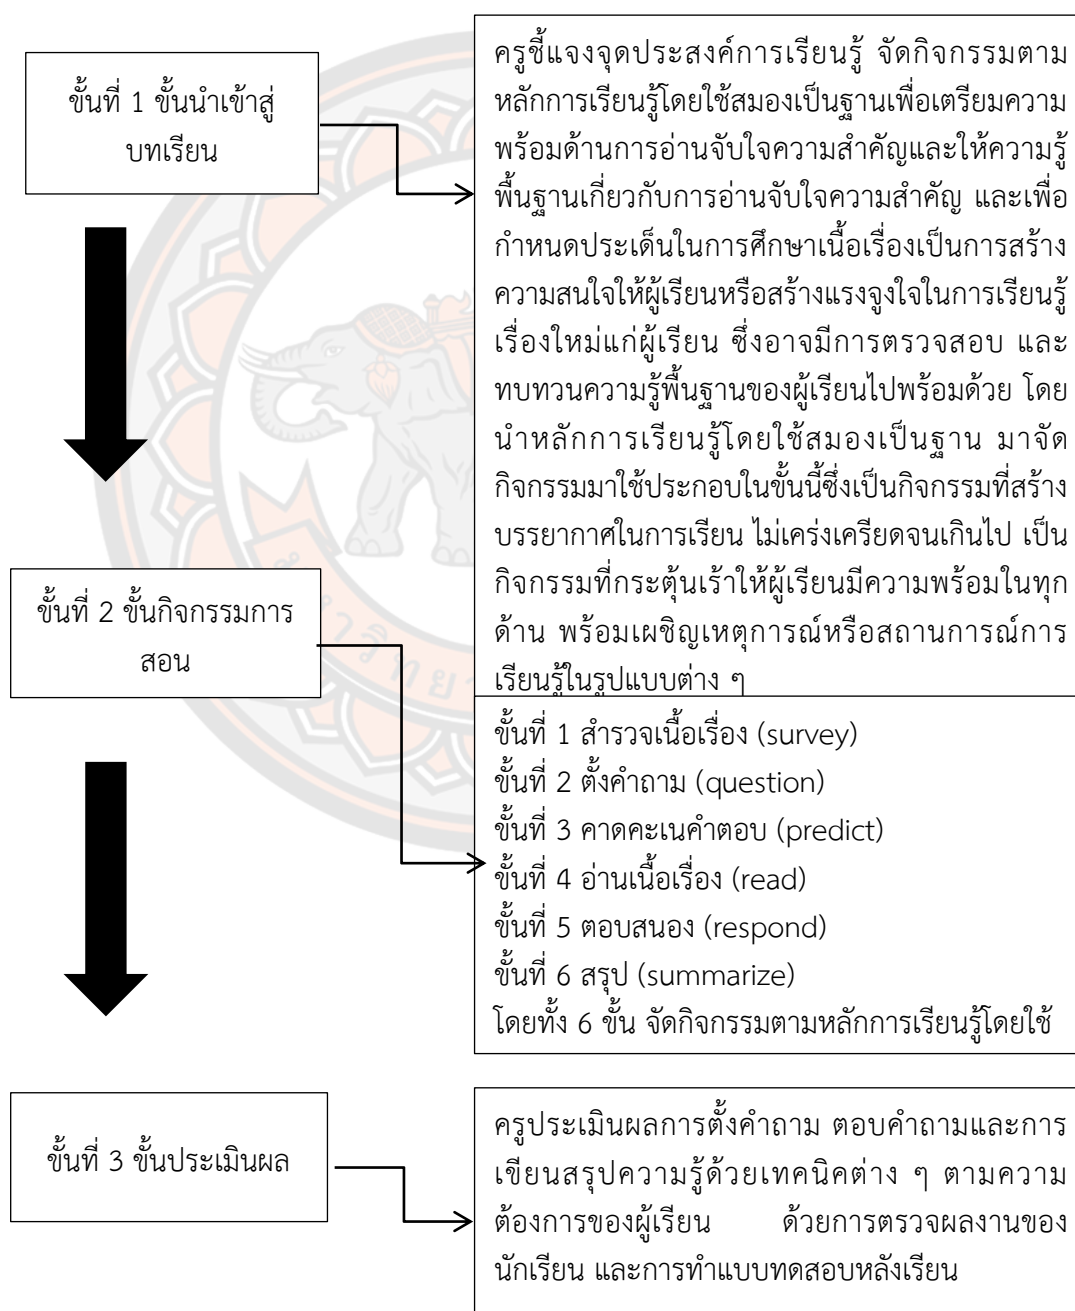 ขั้นที่ 1 ขั้นนำเข้าสู่
บทเรียน
ครูชี้แจงจุดประสงค์การเรียนรู้ จัดกิจกรรมตาม
หลักการเรียนรู้โดยใช้สมองเป็นฐานเพื่อเตรียมความ
พร้อมด้านการอ่านจับใจความสำคัญและให้ความรู้
พื้นฐานเกี่ยวกับการอ่านจับใจความสำคัญ และเพื่อ
กำหนดประเด็นในการศึกษาเนื้อเรื่องเป็นการสร้าง
ความสนใจให้ผู้เรียนหรือสร้างแรงจูงใจในการเรียนรู้
เรื่องใหม่แก่ผู้เรียน ซึ่งอาจมีการตรวจสอบ และ
ทบทวนความรู้พื้นฐานของผู้เรียนไปพร้อมด้วย โดย
นำหลักการเรียนรู้โดยใช้สมองเป็นฐาน มาจัด
กิจกรรมมาใช้ประกอบในขั้นนี้ซึ่งเป็นกิจกรรมที่สร้าง
บรรยากาศในการเรียน ไม่เคร่งเครียดจนเกินไป เป็น
กิจกรรมที่กระตุ้นเร้าให้ผู้เรียนมีความพร้อมในทุก
ด้าน พร้อมเผชิญเหตุการณ์หรือสถานการณ์การ
เรียนรู้ในรูปแบบต่าง ๆ
ขั้นที่ 2 ขั้นกิจกรรมการ
สอน
ขั้นที่ 1 สำรวจเนื้อเรื่อง (survey)
ขั้นที่ 2 ตั้งคำถาม (question)
ขั้นที่ 3 คาดคะเนคำตอบ (predict)
ขั้นที่ 4 อ่านเนื้อเรื่อง (read)
ขั้นที่ 5 ตอบสนอง (respond)
ขั้นที่ 6 สรุป (summarize)
โดยทั้ง 6 ขั้น จัดกิจกรรมตามหลักการเรียนรู้โดยใช้
ขั้นที่ 3 ขั้นประเมินผล
ครูประเมินผลการตั้งคำถาม ตอบคำถามและการ
เขียนสรุปความรู้ด้วยเทคนิคต่าง ๆ ตามความ
ต้องการของผู้เรียน ด้วยการตรวจผลงานของ
นักเรียน และการทำแบบทดสอบหลังเรียน